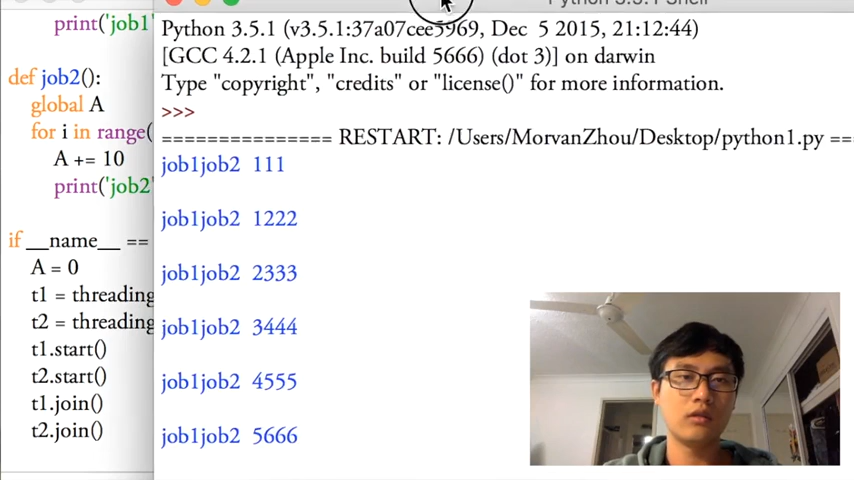 print('job1'
def job2():
global A
for i in range(
A += 10
print('job2'
if __name__ ==
A = 0
t1 = threading
t2 = threading
t1.start()
t2.start()
t1.join()
t2.join()
Python 3.5.1 (v3.5.1:37a07cee5969, Dec  5 2015, 21:12:44)
[GCC 4.2.1 (Apple Inc. build 5666) (dot 3)] on darwin
Type "copyright", "credits" or "license()" for more information.
>>>
=============== RESTART: /Users/MorvanZhou/Desktop/python1.py ==
job1job2  111
job1job2  1222
job1job2  2333
job1job2  3444
job1job2  4555
job1job2  5666